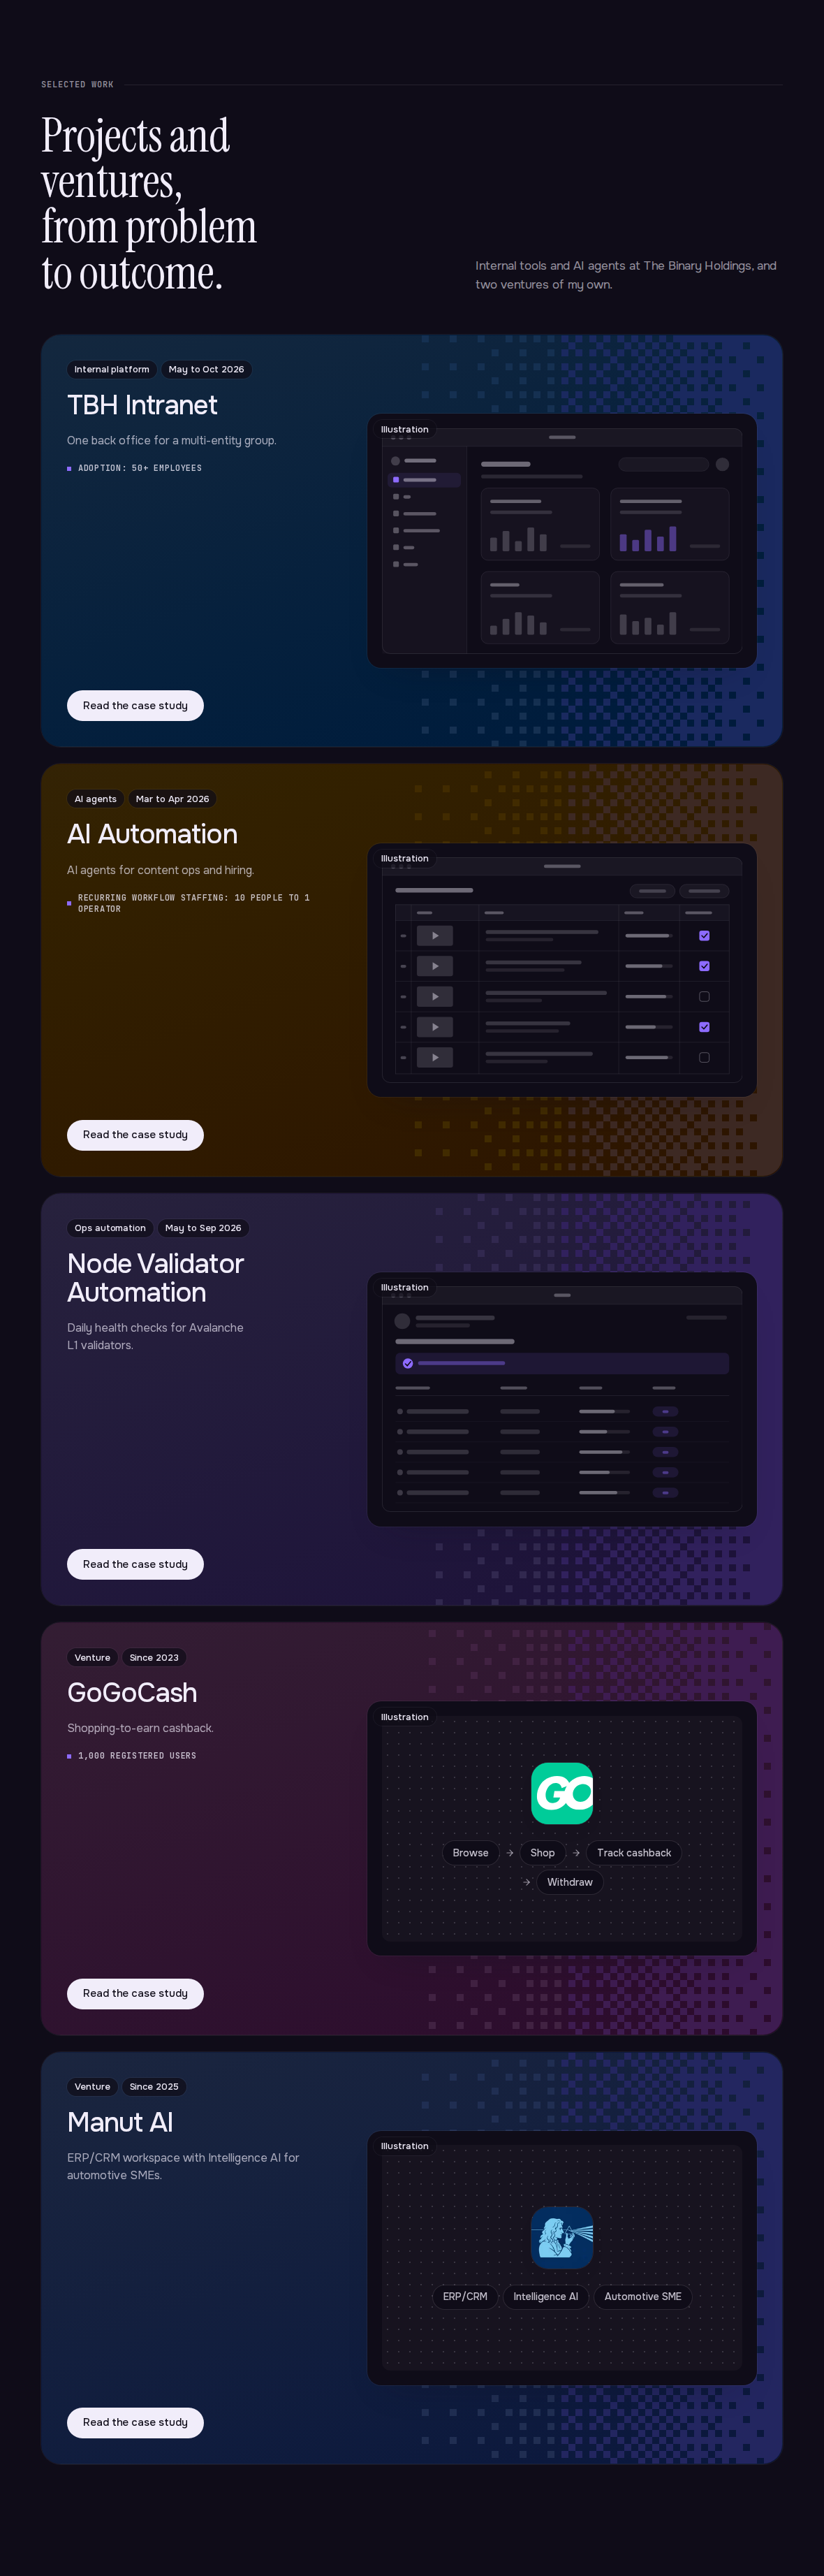 SELECTED WORK
Projects and
ventures,
from problem
to outcome.
Internal tools and AI agents at The Binary Holdings, and
two ventures of my own.
Internal platform
May to Oct 2026
TBH Intranet
One back office for a multi-entity group.
ADOPTION: 50+ EMPLOYEES
Read the case study
Illustration
AI agents
Mar to Apr 2026
AI Automation
AI agents for content ops and hiring.
RECURRING WORKFLOW STAFFING: 10 PEOPLE TO 1
OPERATOR
Read the case study
Illustration
Ops automation
May to Sep 2026
Node Validator
Automation
Daily health checks for Avalanche
L1 validators.
Read the case study
Illustration
Venture
Since 2023
GoGoCash
Shopping-to-earn cashback.
1,000 REGISTERED USERS
Read the case study
Illustration
GO
Browse → Shop → Track cashback
→ Withdraw
Venture
Since 2025
Manut AI
ERP/CRM workspace with Intelligence AI for
automotive SMEs.
Read the case study
Illustration
ERP/CRM
Intelligence AI
Automotive SME